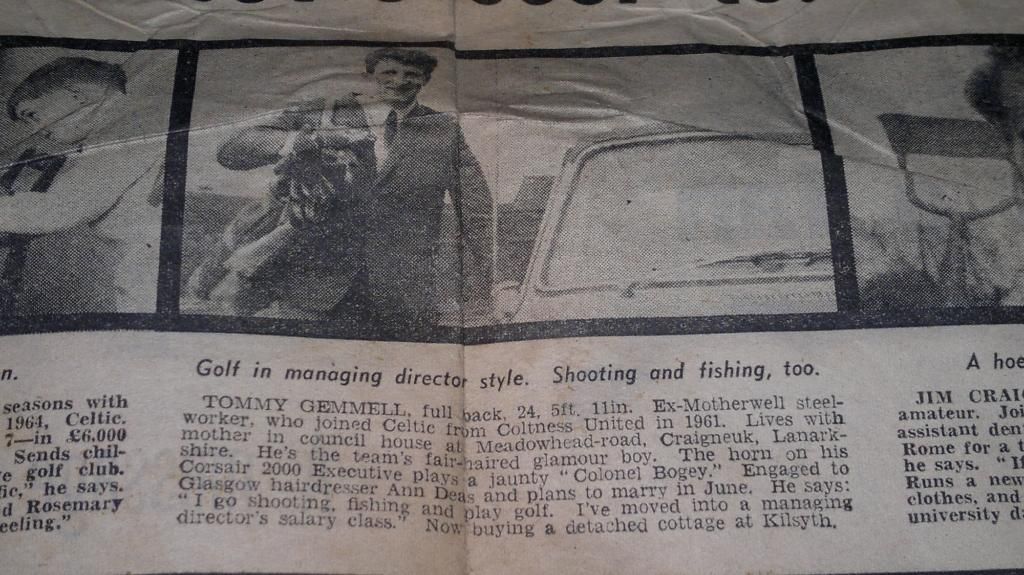 n.
seasons with
1964, Celtic.
7—in £6,000
Sends chil-
e golf club.
fic," he says.
d Rosemary
eeling."
Golf in managing director style. Shooting and fishing, too.
TOMMY GEMMELL, full back, 24, 5ft. 11in. Ex-Motherwell steel-
worker, who joined Celtic from Coltness United in 1961. Lives with
mother in council house at Meadowhead-road, Craigneuk, Lanark-
shire. He's the team's fair-haired glamour boy. The horn on his
Corsair 2000 Executive plays a jaunty "Colonel Bogey." Engaged to
Glasgow hairdresser Ann Deas and plans to marry in June. He says:
"I go shooting, fishing and play golf. I've moved into a managing
director's salary class." Now buying a detached cottage at Kilsyth.
A hoe
JIM CRAIG
amateur. Joi
assistant den
Rome for a t
he says. "If
Runs a new
clothes, and
university da